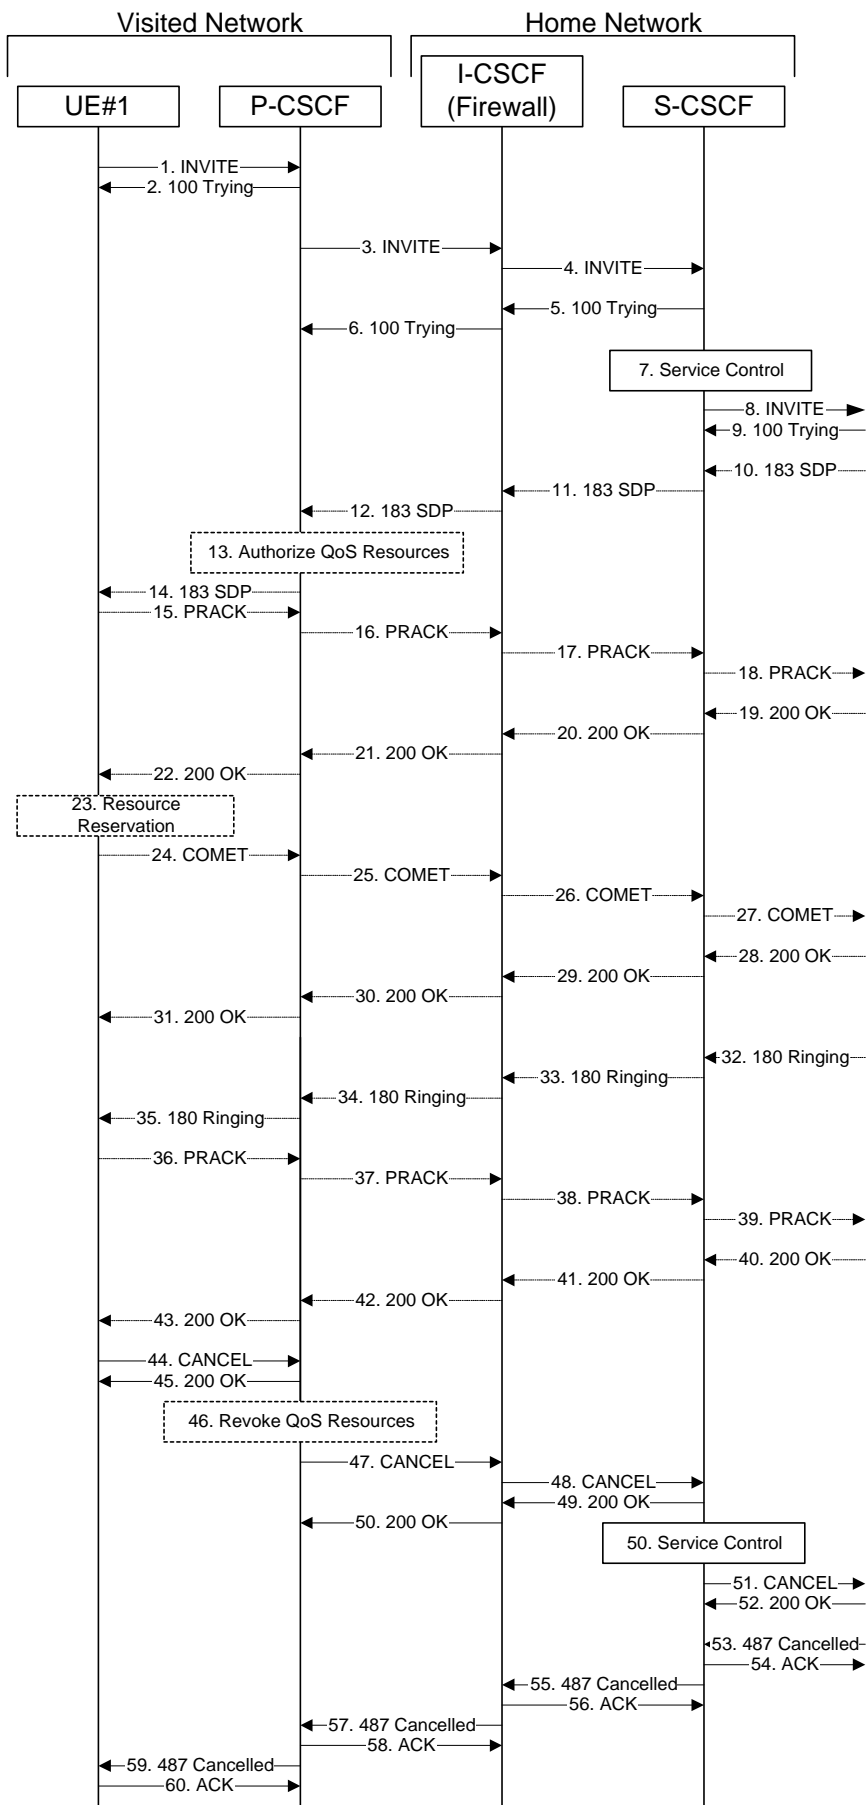 Visited Network
Home Network
UE#1
P-CSCF
I-CSCF
(Firewall)
S-CSCF
1. INVITE
2. 100 Trying
3. INVITE
4. INVITE
5. 100 Trying
6. 100 Trying
7. Service Control
8. INVITE
9. 100 Trying
10. 183 SDP
11. 183 SDP
12. 183 SDP
13. Authorize QoS Resources
14. 183 SDP
15. PRACK
16. PRACK
17. PRACK
18. PRACK
19. 200 OK
20. 200 OK
21. 200 OK
22. 200 OK
23. Resource
Reservation
24. COMET
25. COMET
26. COMET
27. COMET
28. 200 OK
29. 200 OK
30. 200 OK
31. 200 OK
32. 180 Ringing
33. 180 Ringing
34. 180 Ringing
35. 180 Ringing
36. PRACK
37. PRACK
38. PRACK
39. PRACK
40. 200 OK
41. 200 OK
42. 200 OK
43. 200 OK
44. CANCEL
45. 200 OK
46. Revoke QoS Resources
47. CANCEL
48. CANCEL
49. 200 OK
50. 200 OK
50. Service Control
51. CANCEL
52. 200 OK
53. 487 Cancelled
54. ACK
55. 487 Cancelled
56. ACK
57. 487 Cancelled
58. ACK
59. 487 Cancelled
60. ACK